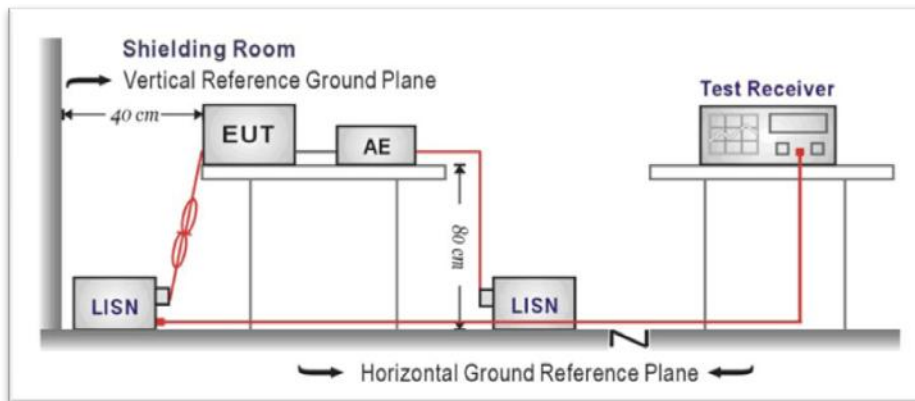 Shielding Room
Vertical Reference Ground Plane
Test Receiver
40 cm
EUT
AE
80 cm
LISN
LISN
Horizontal Ground Reference Plane